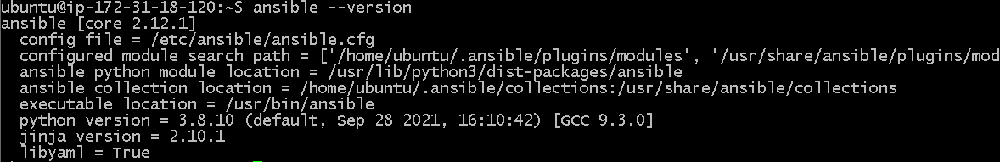 ubuntu@ip-172-31-18-120:~$ ansible --version
ansible [core 2.12.1]
  config file = /etc/ansible/ansible.cfg
  configured module search path = ['/home/ubuntu/.ansible/plugins/modules', '/usr/share/ansible/plugins/mod
  ansible python module location = /usr/lib/python3/dist-packages/ansible
  ansible collection location = /home/ubuntu/.ansible/collections:/usr/share/ansible/collections
  executable location = /usr/bin/ansible
  python version = 3.8.10 (default, Sep 28 2021, 16:10:42) [GCC 9.3.0]
  jinja version = 2.10.1
  libyaml = True